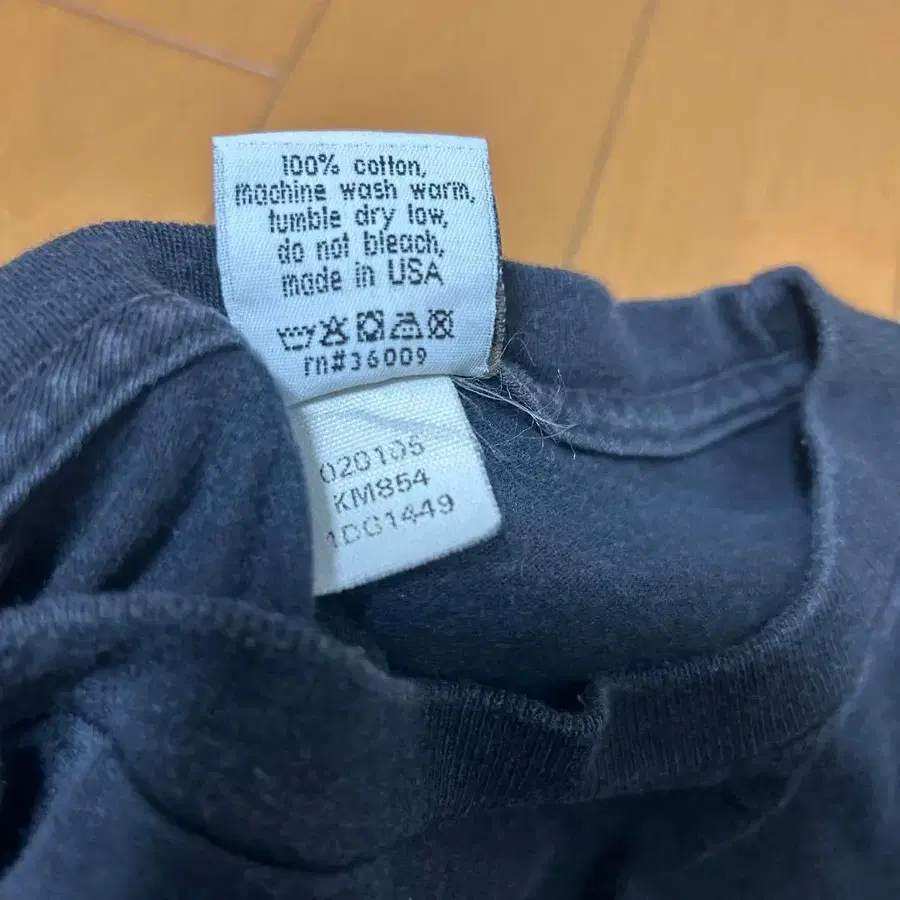 100% cotton,
machine wash warm,
tumble dry low,
do not bleach,
made in USA
rn#36009
020105
KM854
1DG1449